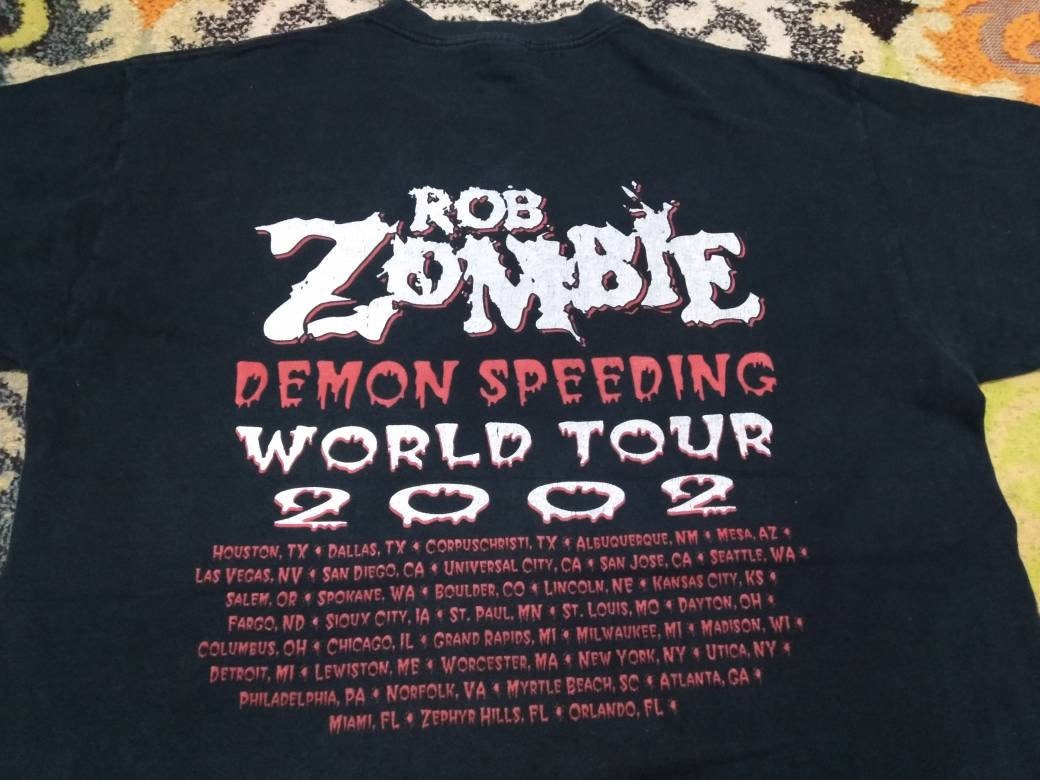 ROB
ZOMBIE
DEMON SPEEDING
WORLD TOUR
2002
HOUSTON, TX * DALLAS, TX * CORPUSCHRISTI, TX * ALBUQUERQUE, NM * MESA, AZ *
LAS VEGAS, NV * SAN DIEGO, CA * UNIVERSAL CITY, CA * SAN JOSE, CA * SEATTLE, WA *
SALEM, OR * SPOKANE, WA * BOULDER, CO * LINCOLN, NE * KANSAS CITY, KS *
FARGO, ND * SIOUX CITY, IA * ST. PAUL, MN * ST. LOUIS, MO * DAYTON, OH *
COLUMBUS, OH * CHICAGO, IL * GRAND RAPIDS, MI * MILWAUKEE, MI * MADISON, WI *
DETROIT, MI * LEWISTON, ME * WORCESTER, MA * NEW YORK, NY * UTICA, NY *
PHILADELPHIA, PA * NORFOLK, VA * MYRTLE BEACH, SC * ATLANTA, GA *
MIAMI, FL * ZEPHYR HILLS, FL * ORLANDO, FL *